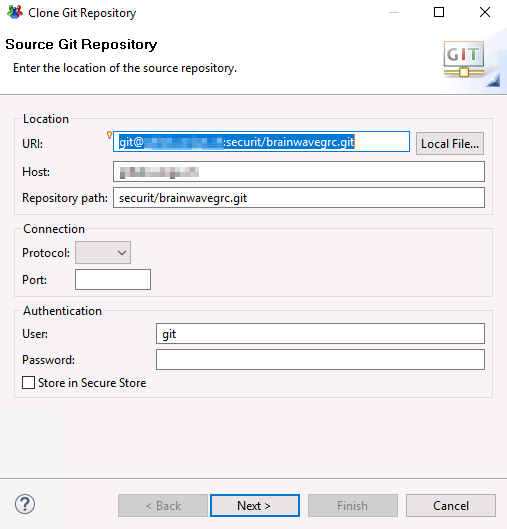 Clone Git Repository
Source Git Repository
Enter the location of the source repository.
GIT
Location
URI: git@ :securit/brainwavegrc.git Local File...
Host:
Repository path: securit/brainwavegrc.git
Connection
Protocol:
Port:
Authentication
User: git
Password:
Store in Secure Store
? < Back Next > Finish Cancel